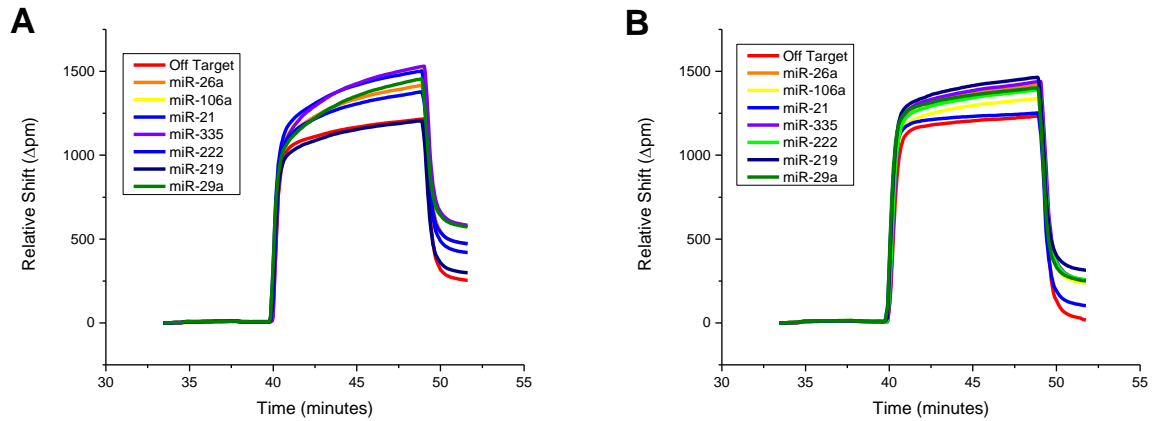 A
Relative Shift (Δpm)
1500
1000
500
0
Off Target
miR-26a
miR-106a
miR-21
miR-335
miR-222
miR-219
miR-29a
30
35
40
45
50
55
Time (minutes)
B
Relative Shift (Δpm)
1500
1000
500
0
Off Target
miR-26a
miR-106a
miR-21
miR-335
miR-222
miR-219
miR-29a
30
35
40
45
50
55
Time (minutes)